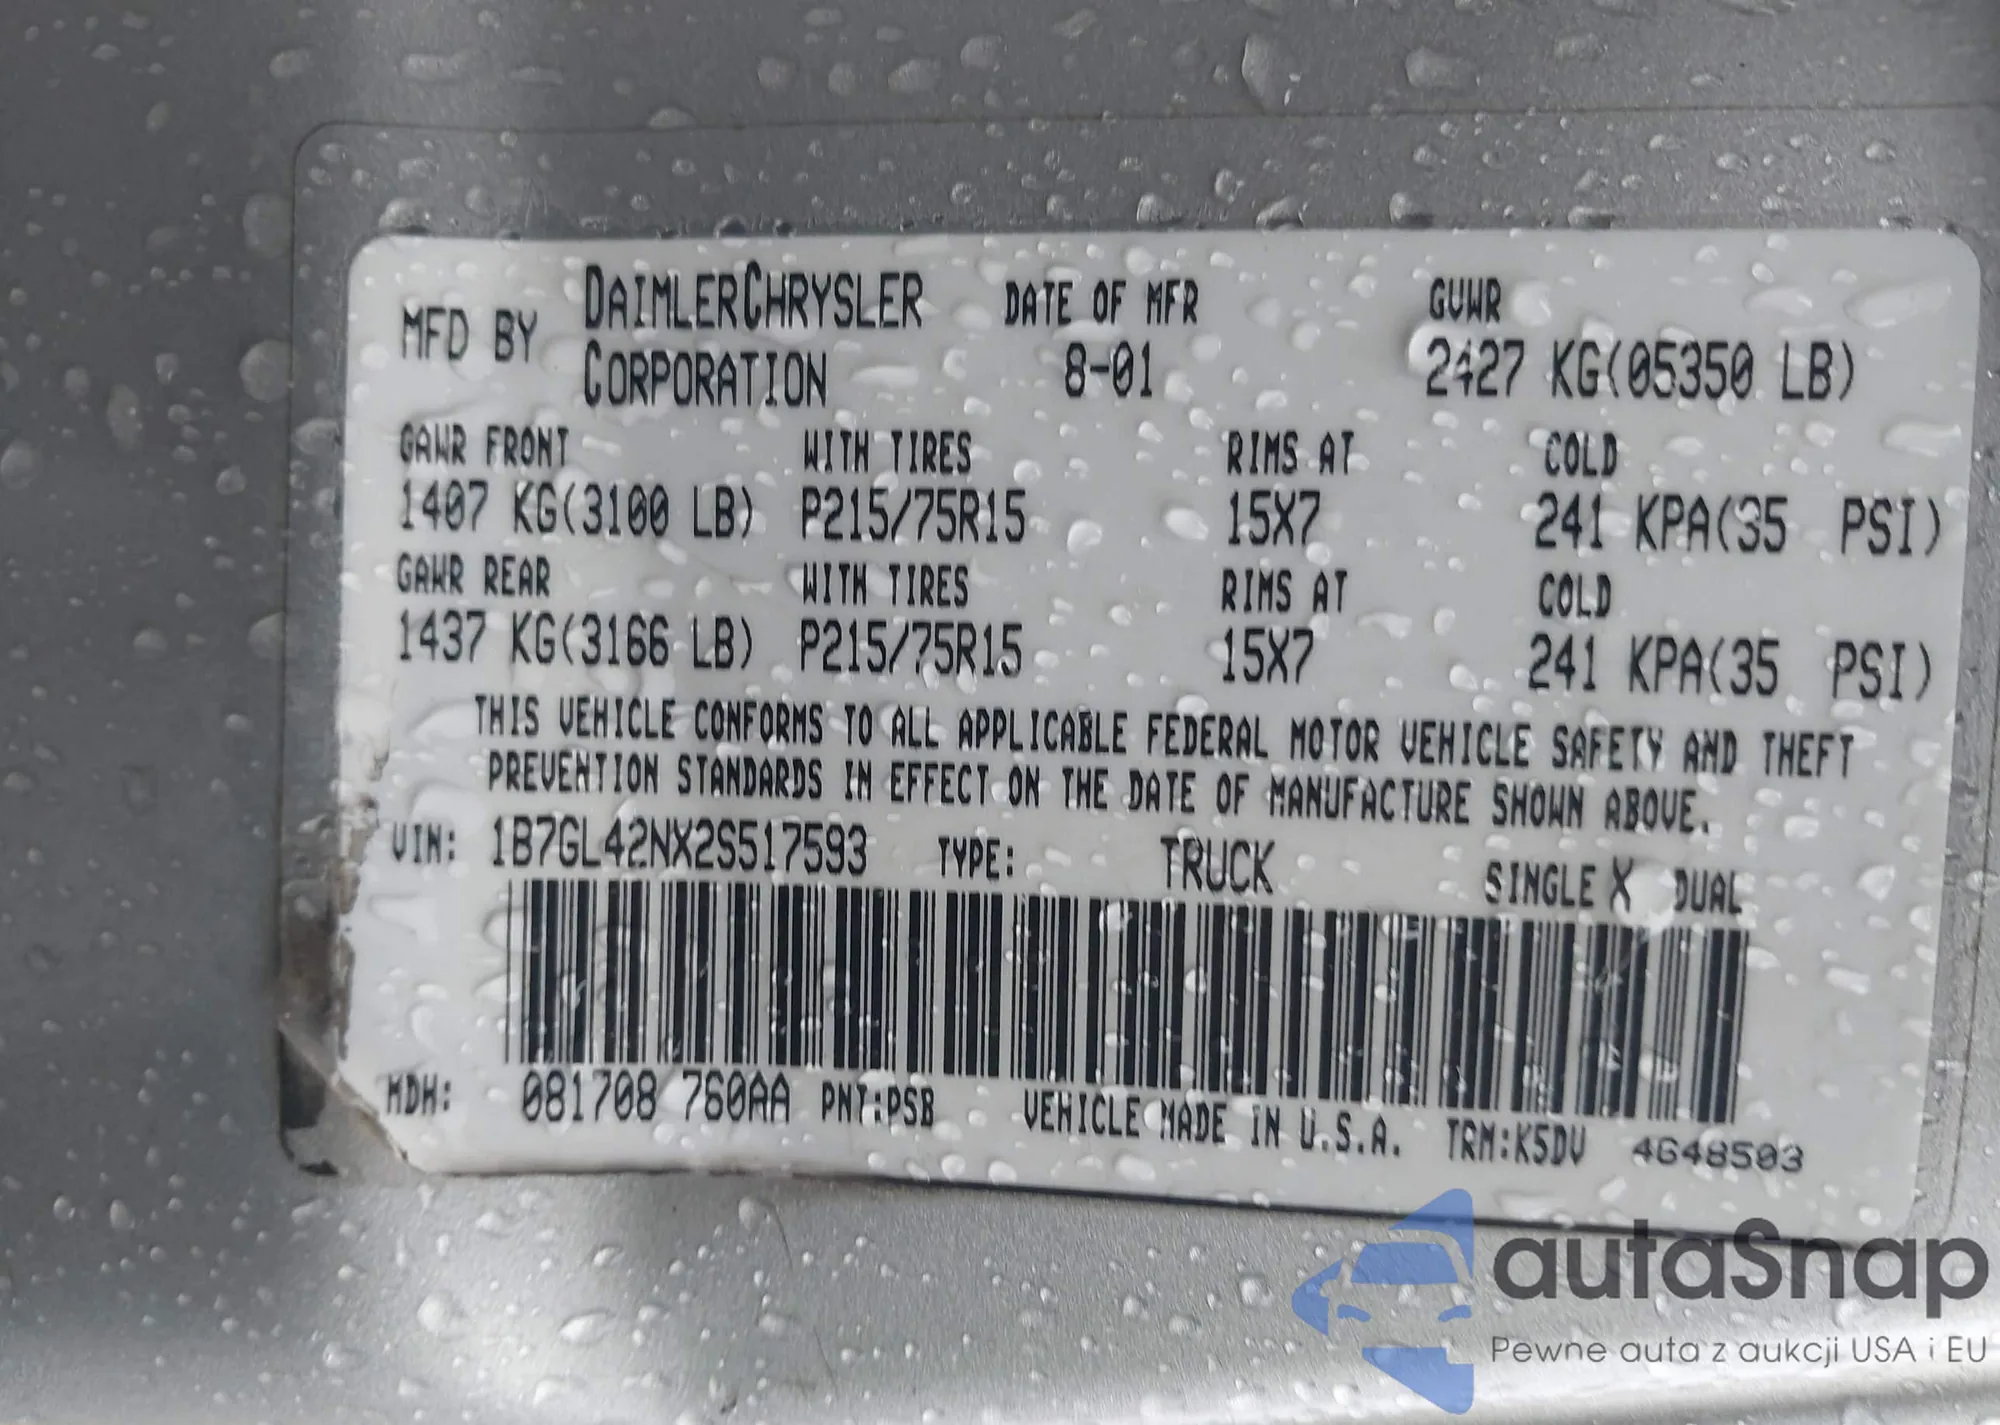 MFD BY DAIMLERCHRYSLER CORPORATION DATE OF MFR 8-01 GVWR 2427 KG(05350 LB)
GAWR FRONT WITH TIRES RIMS AT COLD
1407 KG(3100 LB) P215/75R15 15X7 241 KPA(35 PSI)
GAWR REAR WITH TIRES RIMS AT COLD
1437 KG(3166 LB) P215/75R15 15X7 241 KPA(35 PSI)
THIS VEHICLE CONFORMS TO ALL APPLICABLE FEDERAL MOTOR VEHICLE SAFETY AND THEFT
PREVENTION STANDARDS IN EFFECT ON THE DATE OF MANUFACTURE SHOWN ABOVE.
VIN: 1B7GL42NX2S517593 TYPE: TRUCK SINGLE X DUAL
MDH: 081708 760AA PNT:PSB VEHICLE MADE IN U.S.A. TRM:K5DV 4648503
autaSnap
Pewne auta z aukcji USA i EU